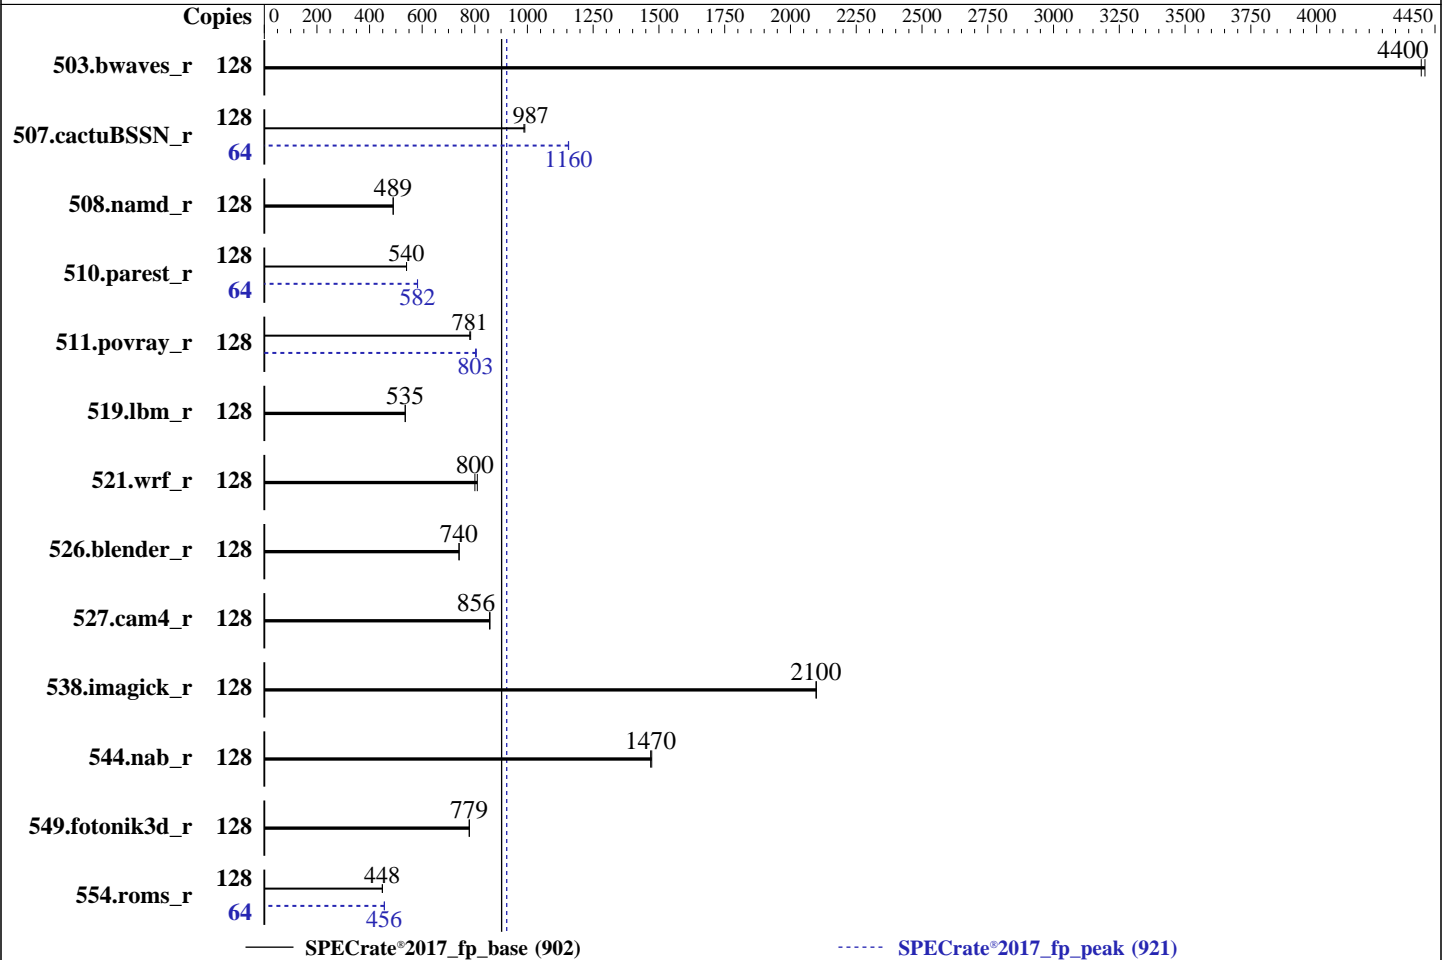 Copies 0 200 400 600 800 1000 1250 1500 1750 2000 2250 2500 2750 3000 3250 3500 3750 4000 4450
503.bwaves_r 128 4400
507.cactuBSSN_r 128 987
64 1160
508.namd_r 128 489
510.parest_r 128 540
64 582
511.povray_r 128 781
803
519.lbm_r 128 535
521.wrf_r 128 800
526.blender_r 128 740
527.cam4_r 128 856
538.imagick_r 128 2100
544.nab_r 128 1470
549.fotonik3d_r 128 779
554.roms_r 128 448
64 456
SPECrate®2017_fp_base (902) SPECrate®2017_fp_peak (921)